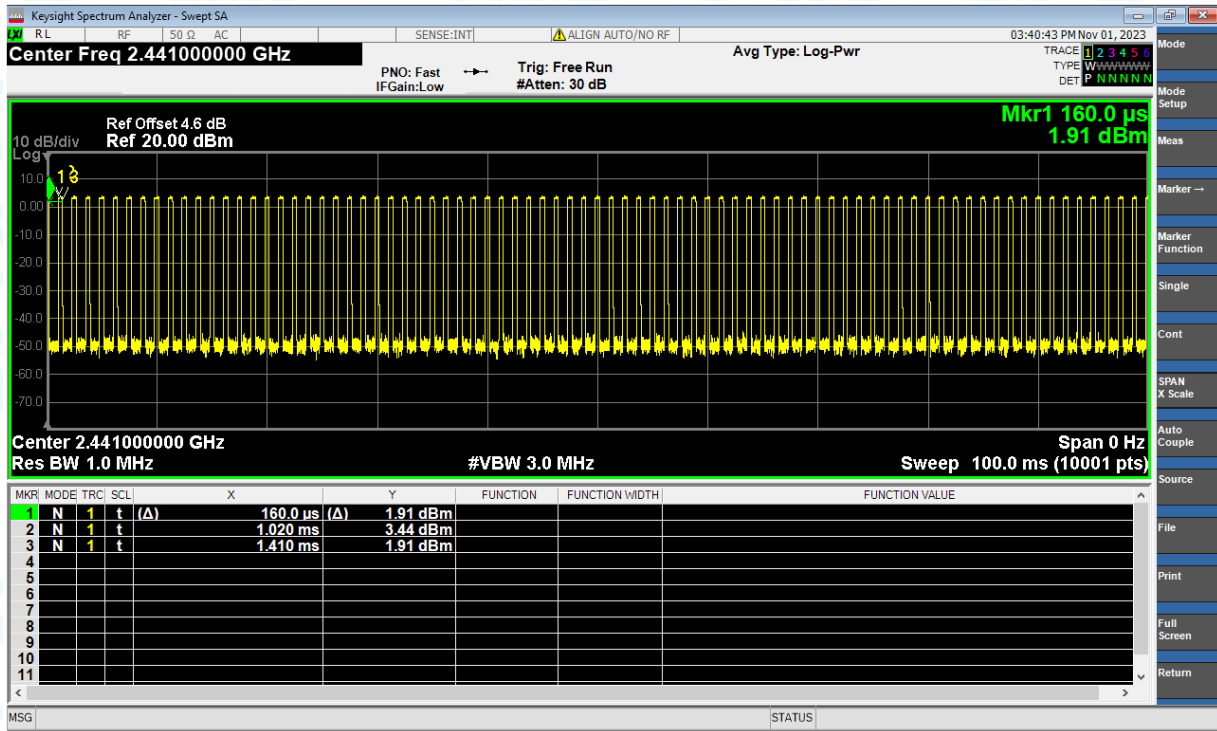 Keysight Spectrum Analyzer - Swept SA
LXI RL RF 50 Ω AC SENSE:INT ALIGN AUTO/NO RF 03:40:43 PM Nov 01, 2023
Center Freq 2.441000000 GHz
PNO: Fast
IFGain:Low
Trig: Free Run
#Atten: 30 dB
Avg Type: Log-Pwr
TRACE 1 2 3 4 5 6
TYPE WWWWWW
DET P N N N N N
Mkr1 160.0 µs
1.91 dBm
Ref Offset 4.6 dB
10 dB/div Ref 20.00 dBm
Log
10.0
0.00
-10.0
-20.0
-30.0
-40.0
-50.0
-60.0
-70.0
Center 2.441000000 GHz Span 0 Hz
Res BW 1.0 MHz #VBW 3.0 MHz Sweep 100.0 ms (10001 pts)
MKR MODE TRC SCL X Y FUNCTION FUNCTION WIDTH FUNCTION VALUE
1 N 1 t (Δ) 160.0 µs (Δ) 1.91 dBm
2 N 1 t 1.020 ms 3.44 dBm
3 N 1 t 1.410 ms 1.91 dBm
4
5
6
7
8
9
10
11
MSG STATUS
Mode
Mode
Setup
Meas
Marker →
Marker
Function
Single
Cont
SPAN
X Scale
Auto
Couple
Source
File
Print
Full
Screen
Return